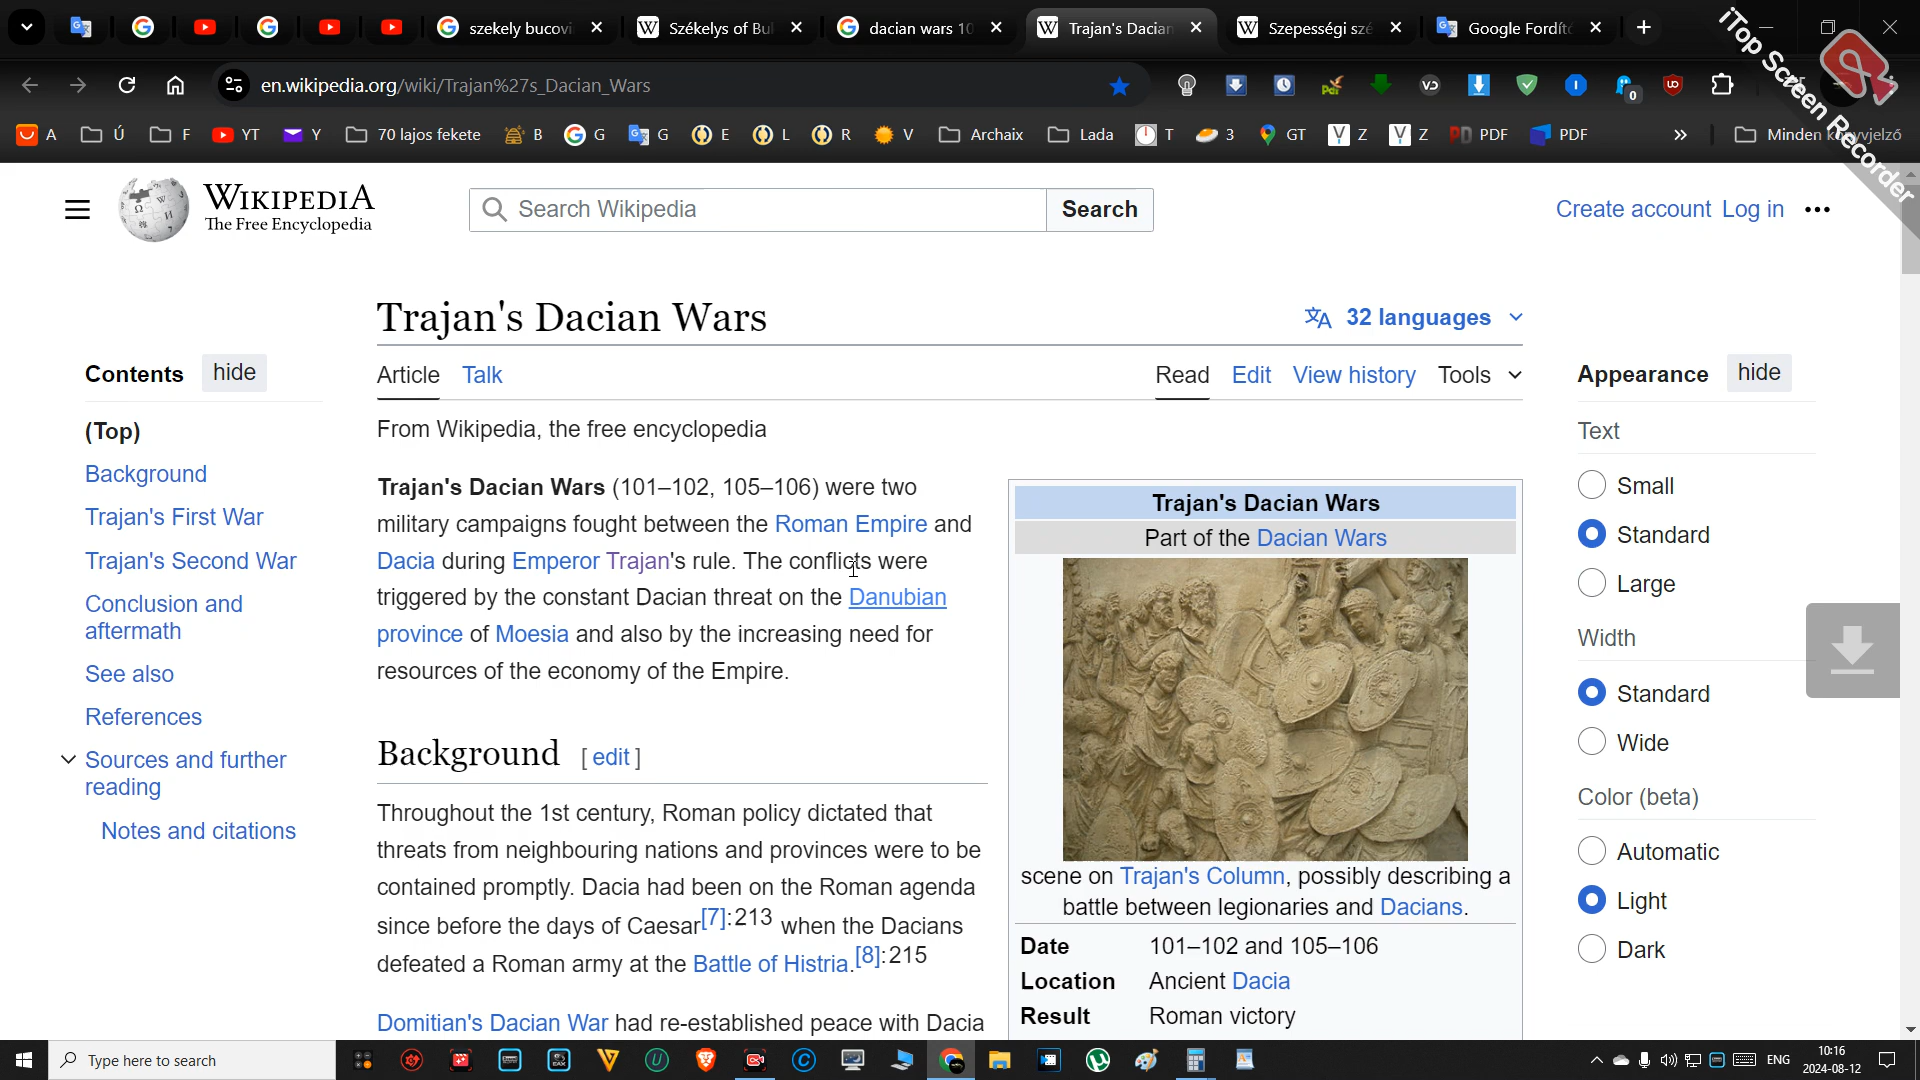 szekely bucovi
Székelys of Bu
dacian wars 10
Trajan's Dacian
Szepességi szé
Google Fordító
en.wikipedia.org/wiki/Trajan%27s_Dacian_Wars
A
Ú
F
YT
Y
70 lajos fekete
B
G
G
E
L
R
V
Archaix
Lada
T
3
GT
Z
Z
PDF
PDF
Minden könyvjelző
iTop Screen Recorder
WIKIPEDIA
The Free Encyclopedia
Search Wikipedia
Search
Create account
Log in
Trajan's Dacian Wars
32 languages
Contents
hide
(Top)
Background
Trajan's First War
Trajan's Second War
Conclusion and
aftermath
See also
References
Sources and further
reading
Notes and citations
Article
Talk
Read
Edit
View history
Tools
From Wikipedia, the free encyclopedia
Trajan's Dacian Wars (101–102, 105–106) were two
military campaigns fought between the Roman Empire and
Dacia during Emperor Trajan's rule. The conflicts were
triggered by the constant Dacian threat on the Danubian
province of Moesia and also by the increasing need for
resources of the economy of the Empire.
Background [ edit ]
Throughout the 1st century, Roman policy dictated that
threats from neighbouring nations and provinces were to be
contained promptly. Dacia had been on the Roman agenda
since before the days of Caesar[7]:213 when the Dacians
defeated a Roman army at the Battle of Histria.[8]:215
Domitian's Dacian War had re-established peace with Dacia
Trajan's Dacian Wars
Part of the Dacian Wars
scene on Trajan's Column, possibly describing a
battle between legionaries and Dacians.
Date 101–102 and 105–106
Location Ancient Dacia
Result Roman victory
Appearance
hide
Text
Small
Standard
Large
Width
Standard
Wide
Color (beta)
Automatic
Light
Dark
Type here to search
ENG
10:16
2024-08-12